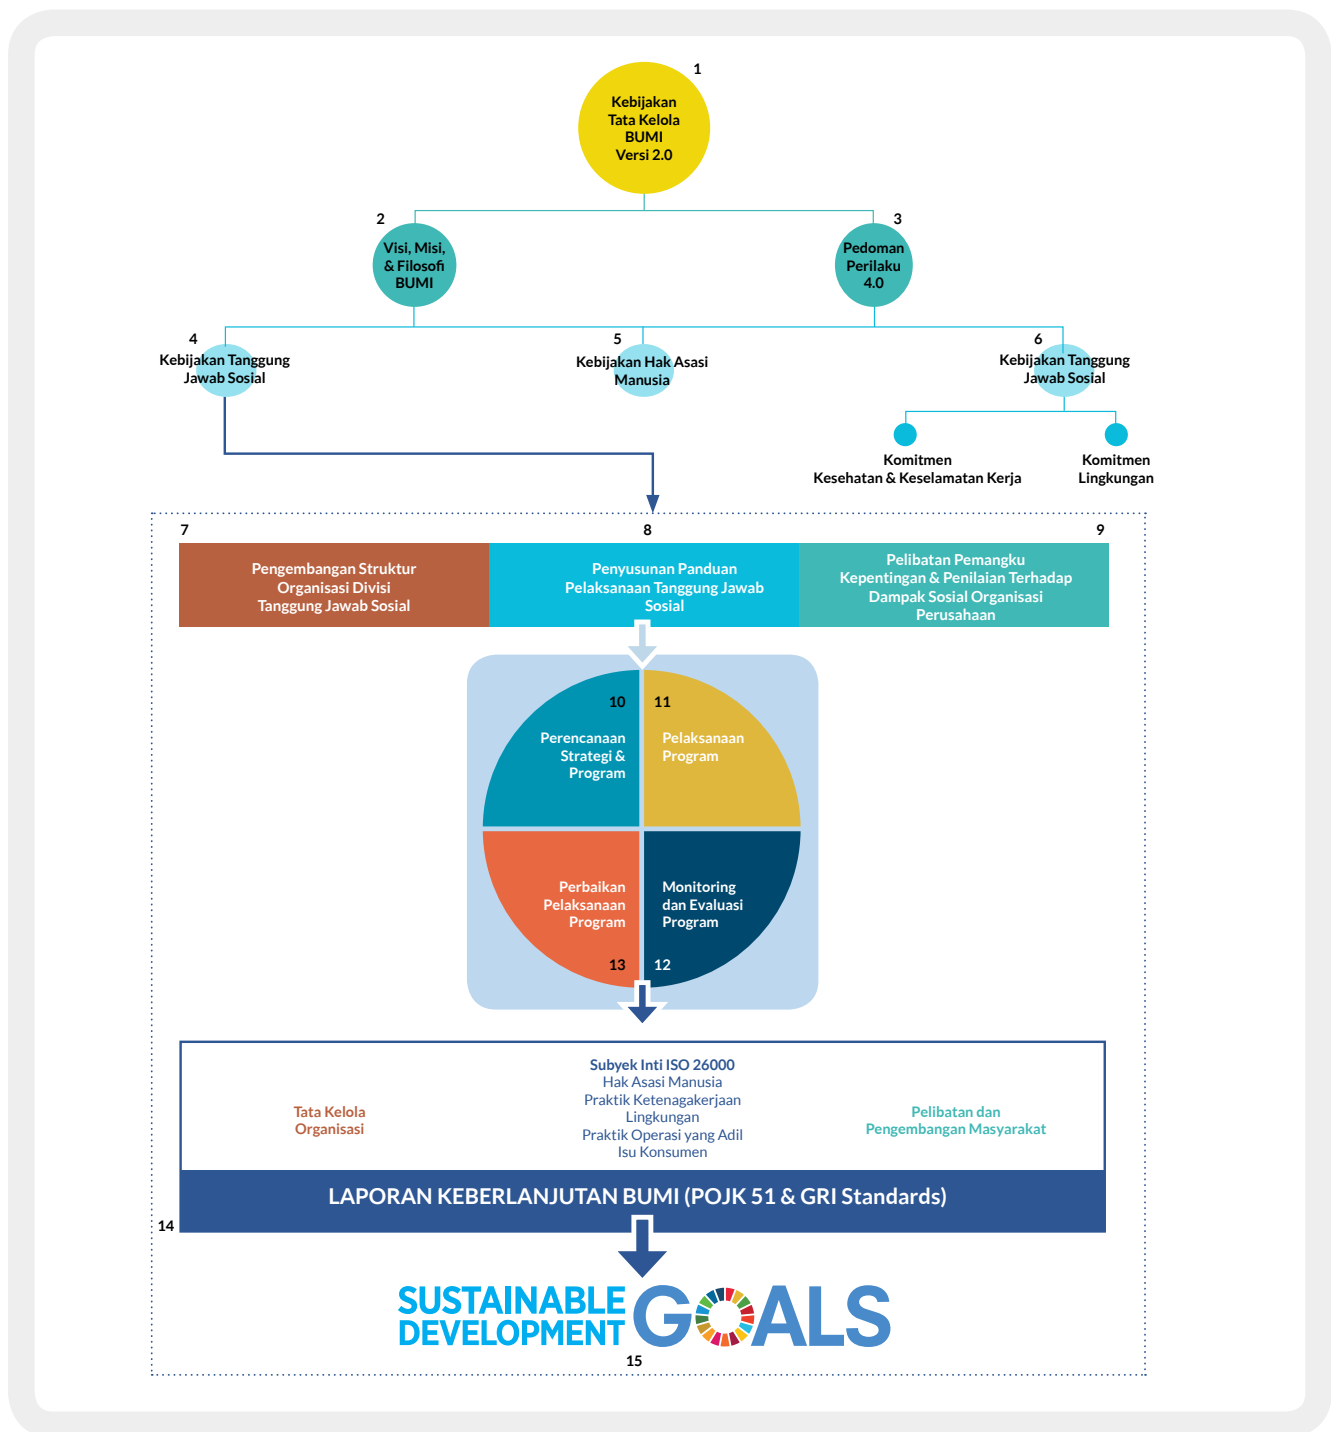 1
Kebijakan
Tata Kelola
BUMI
Versi 2.0
2
Visi, Misi,
& Filosofi
BUMI
3
Pedoman
Perilaku
4.0
4
Kebijakan Tanggung
Jawab Sosial
5
Kebijakan Hak Asasi
Manusia
6
Kebijakan Tanggung
Jawab Sosial
Komitmen
Kesehatan & Keselamatan Kerja
Komitmen
Lingkungan
7
Pengembangan Struktur
Organisasi Divisi
Tanggung Jawab Sosial
8
Penyusunan Panduan
Pelaksanaan Tanggung Jawab
Sosial
9
Pelibatan Pemangku
Kepentingan & Penilaian Terhadap
Dampak Sosial Organisasi
Perusahaan
10
Perencanaan
Strategi &
Program
11
Pelaksanaan
Program
Perbaikan
Pelaksanaan
Program
13
Monitoring
dan Evaluasi
Program
12
Tata Kelola
Organisasi
Subyek Inti ISO 26000
Hak Asasi Manusia
Praktik Ketenagakerjaan
Lingkungan
Praktik Operasi yang Adil
Isu Konsumen
Pelibatan dan
Pengembangan Masyarakat
LAPORAN KEBERLANJUTAN BUMI (POJK 51 & GRI Standards)
14
SUSTAINABLE
DEVELOPMENT
GOALS
15